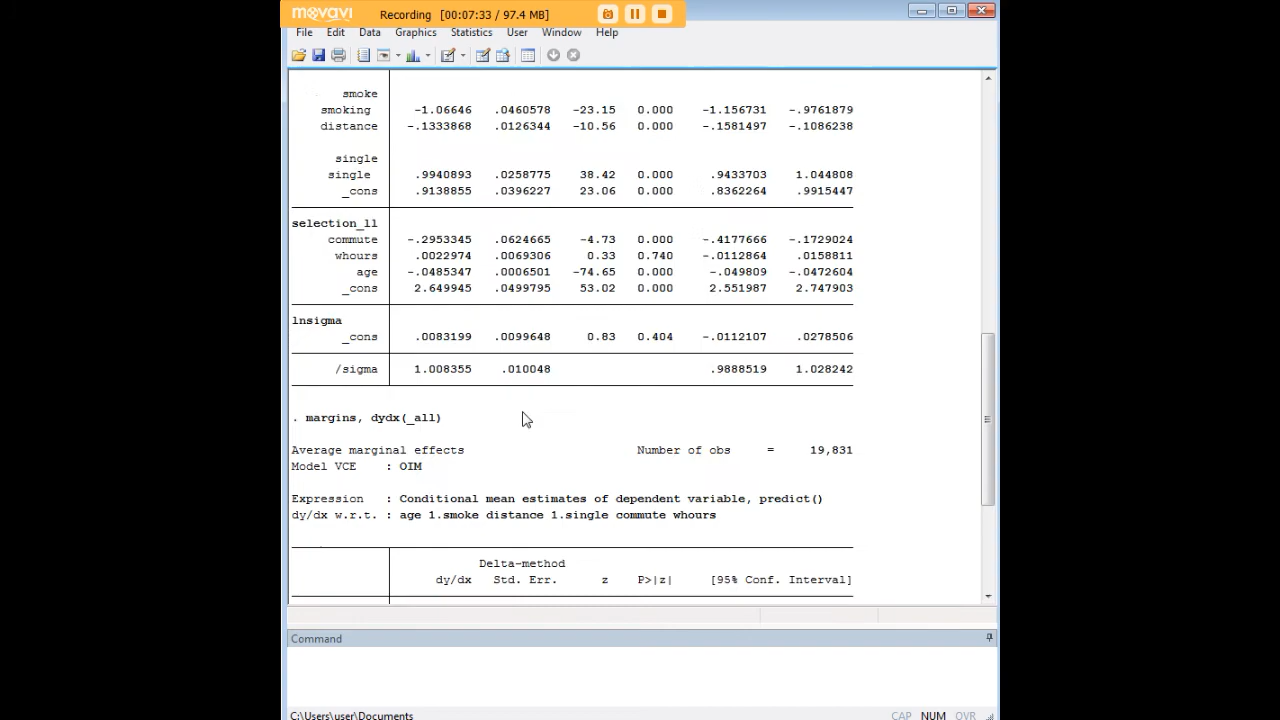 movavi Recording [00:07:33 / 97.4 MB]
File Edit Data Graphics Statistics User Window Help
smoke
smoking -1.06646 .0460578 -23.15 0.000 -1.156731 -.9761879
distance -.1333868 .0126344 -10.56 0.000 -.1581497 -.1086238
single
single .9940893 .0258775 38.42 0.000 .9433703 1.044808
_cons .9138855 .0396227 23.06 0.000 .8362264 .9915447
selection_ll
commute -.2953345 .0624665 -4.73 0.000 -.4177666 -.1729024
whours .0022974 .0069306 0.33 0.740 -.0112864 .0158811
age -.0485347 .0006501 -74.65 0.000 -.049809 -.0472604
_cons 2.649945 .0499795 53.02 0.000 2.551987 2.747903
lnsigma
_cons .0083199 .0099648 0.83 0.404 -.0112107 .0278506
/sigma 1.008355 .010048 .9888519 1.028242
. margins, dydx(_all)
Average marginal effects Number of obs = 19,831
Model VCE : OIM
Expression : Conditional mean estimates of dependent variable, predict()
dy/dx w.r.t. : age 1.smoke distance 1.single commute whours
Delta-method
dy/dx Std. Err. z P>|z| [95% Conf. Interval]
Command
C:\Users\user\Documents CAP NUM OVR